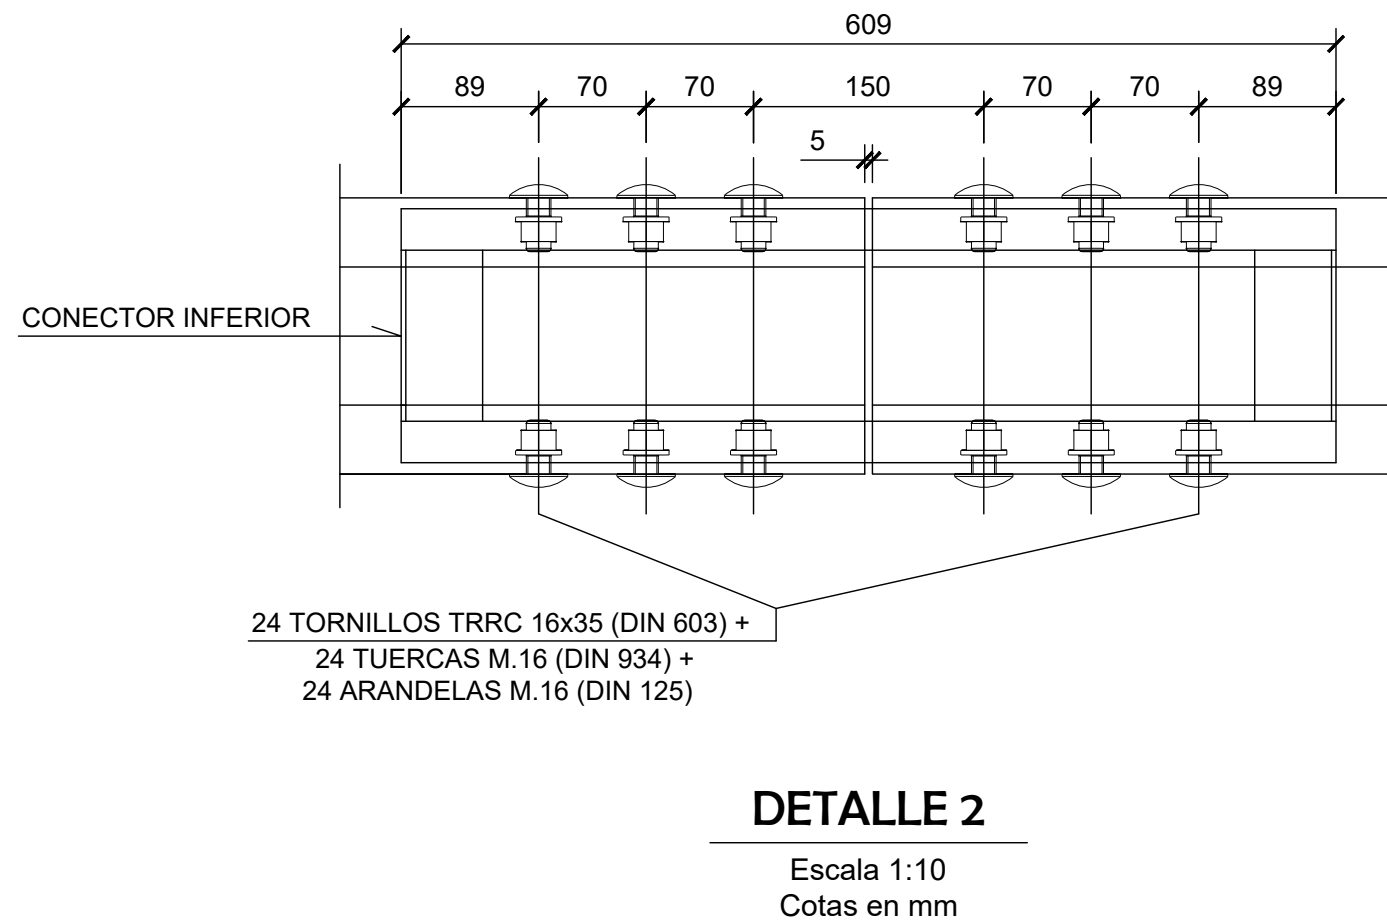 609
89 70 70 150 70 70 89
5
CONECTOR INFERIOR
24 TORNILLOS TRRC 16x35 (DIN 603) +
24 TUERCAS M.16 (DIN 934) +
24 ARANDELAS M.16 (DIN 125)
DETALLE 2
Escala 1:10
Cotas en mm